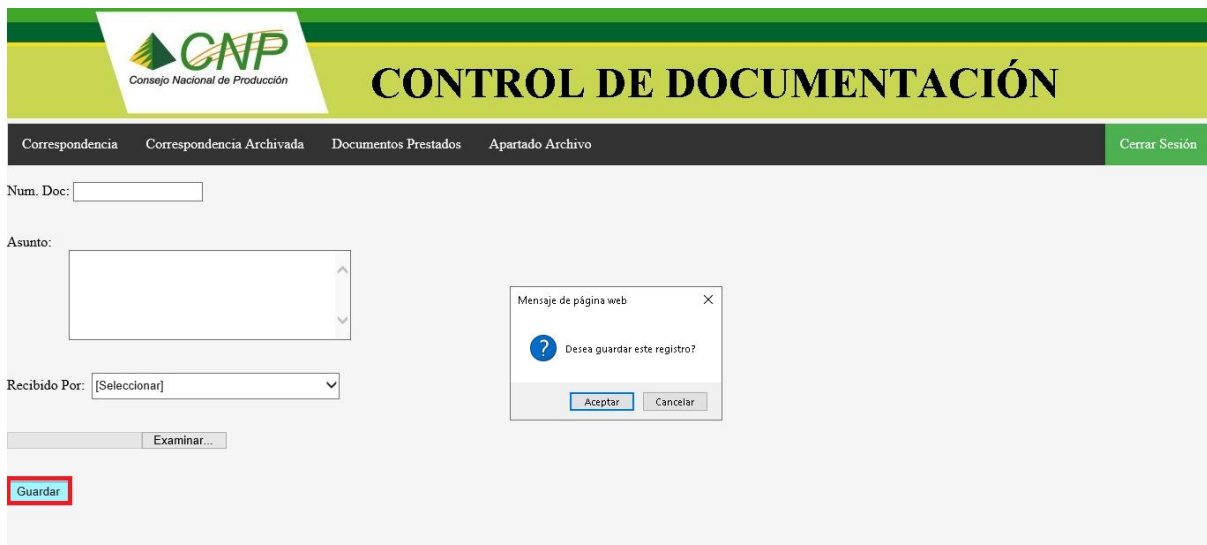 CNP
Consejo Nacional de Producción
CONTROL DE DOCUMENTACIÓN
Correspondencia Correspondencia Archivada Documentos Prestados Apartado Archivo Cerrar Sesión
Num. Doc:
Asunto:
Mensaje de página web
Desea guardar este registro?
Aceptar Cancelar
Recibido Por: [Seleccionar]
Examinar...
Guardar